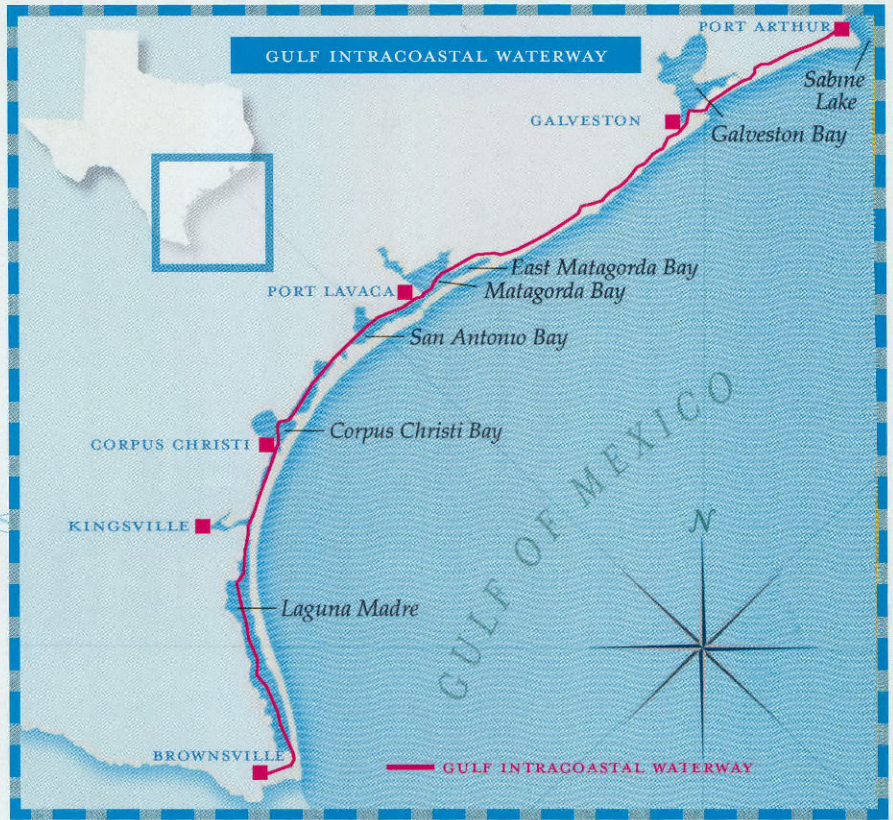 PORT ARTHUR
GULF INTRACOASTAL WATERWAY
Sabine
Lake
GALVESTON
Galveston Bay
East Matagorda Bay
PORT LAVACA
Matagorda Bay
San Antonio Bay
Corpus Christi Bay
CORPUS CHRISTI
GULF OF MEXICO
KINGSVILLE
N
Laguna Madre
BROWNSVILLE
GULF INTRACOASTAL WATERWAY